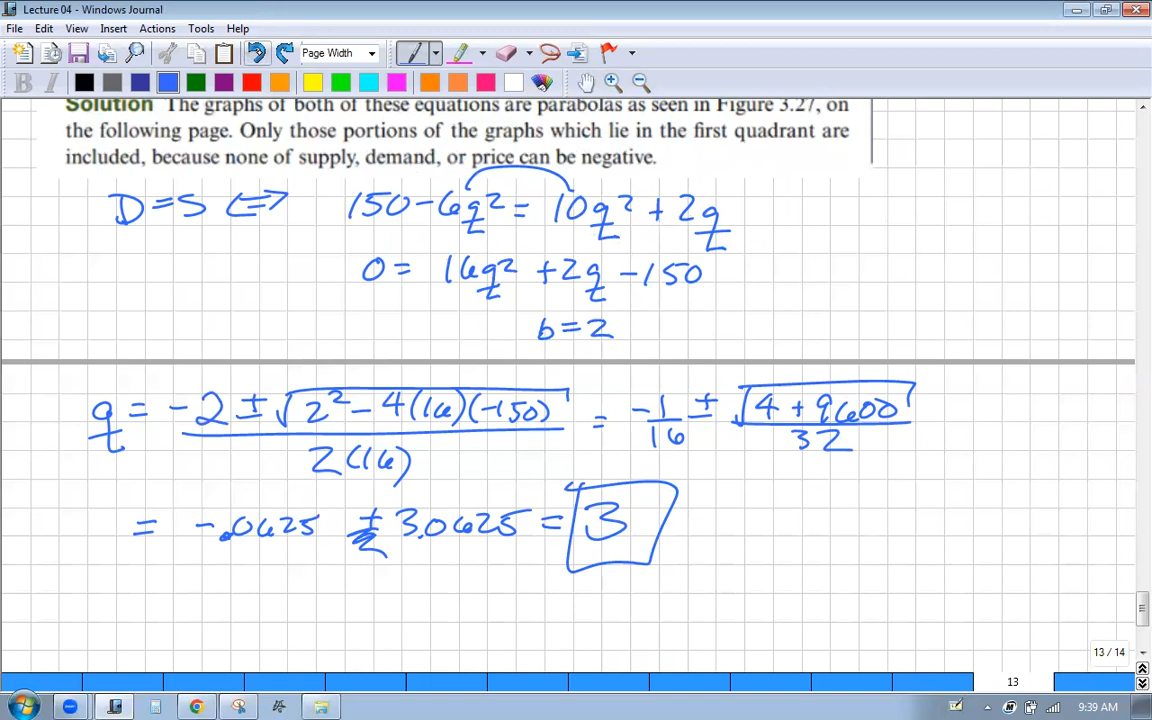 Lecture 04 - Windows Journal
File Edit View Insert Actions Tools Help
Page Width
B I
Solution The graphs of both of these equations are parabolas as seen in Figure 3.27, on
the following page. Only those portions of the graphs which lie in the first quadrant are
included, because none of supply, demand, or price can be negative.
D = S ⟺ 150 - 6q² = 10q² + 2q
0 = 16q² + 2q - 150
b = 2
q = -2 ± √(2² - 4(16)(-150)) / 2(16) = -1/16 ± √(4 + 9600) / 32
= -.0625 ± 3.0625 = 3
13 / 14
13
9:39 AM